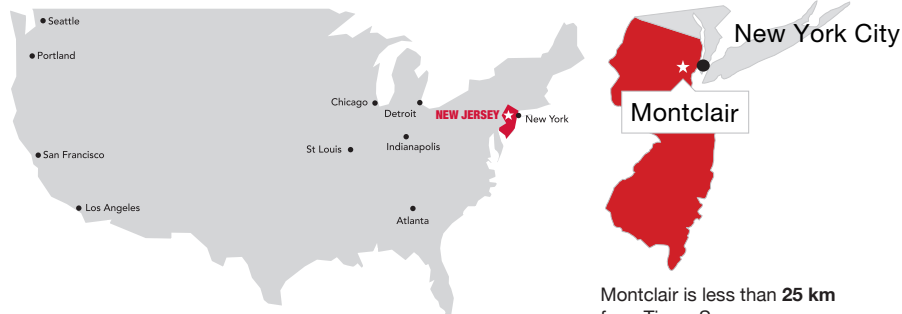 Seattle
Portland
Chicago
Detroit
NEW JERSEY
New York
St Louis
Indianapolis
San Francisco
Los Angeles
Atlanta
New York City
Montclair
Montclair is less than 25 km